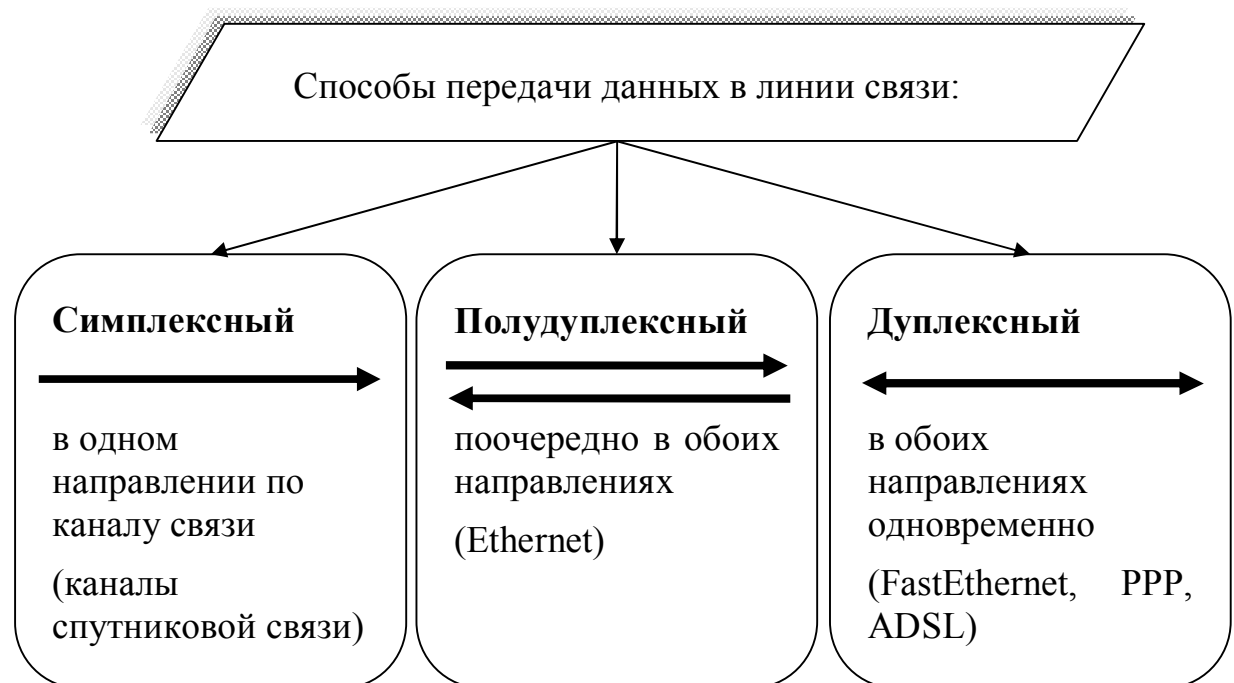 Способы передачи данных в линии связи:
Симплексный
в одном
направлении по
каналу связи
(каналы
спутниковой связи)
Полудуплексный
поочередно в обоих
направлениях
(Ethernet)
Дуплексный
в обоих
направлениях
одновременно
(FastEthernet, PPP,
ADSL)